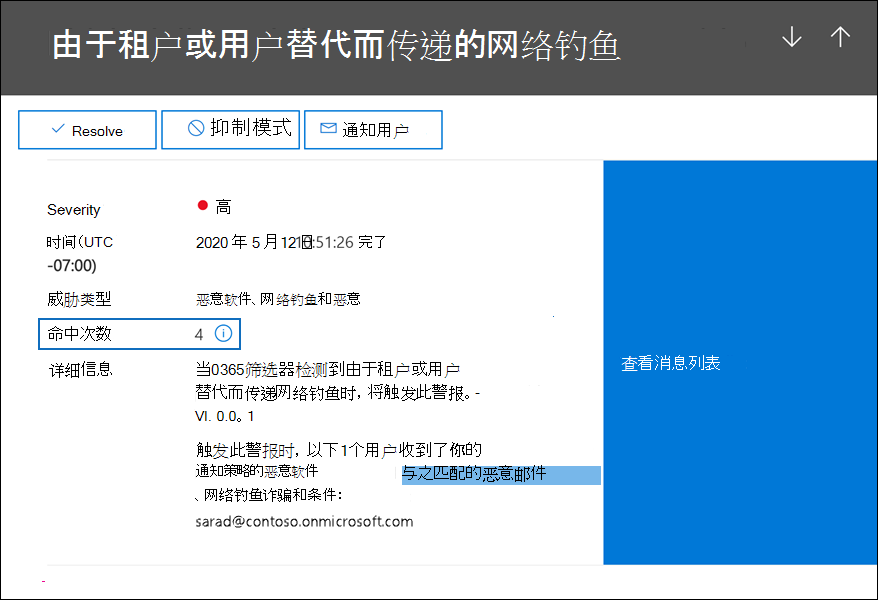 由于租户或用户替代而传递的网络钓鱼
Resolve
抑制模式
通知用户
Severity
高
时间(UTC
-07:00)
2020 年 5 月12日:51:26 完了
威胁类型
恶意软件、网络钓鱼和恶意
命中次数
4
详细信息
当O365筛选器检测到由于租户或用户
替代而传递网络钓鱼时，将触发此警报。-
VI. 0.0。1
触发此警报时，以下1个用户收到了你的
通知策略的恶意软件 与之匹配的恶意邮件
、网络钓鱼诈骗和条件：
sarad@contoso.onmicrosoft.com
查看消息列表